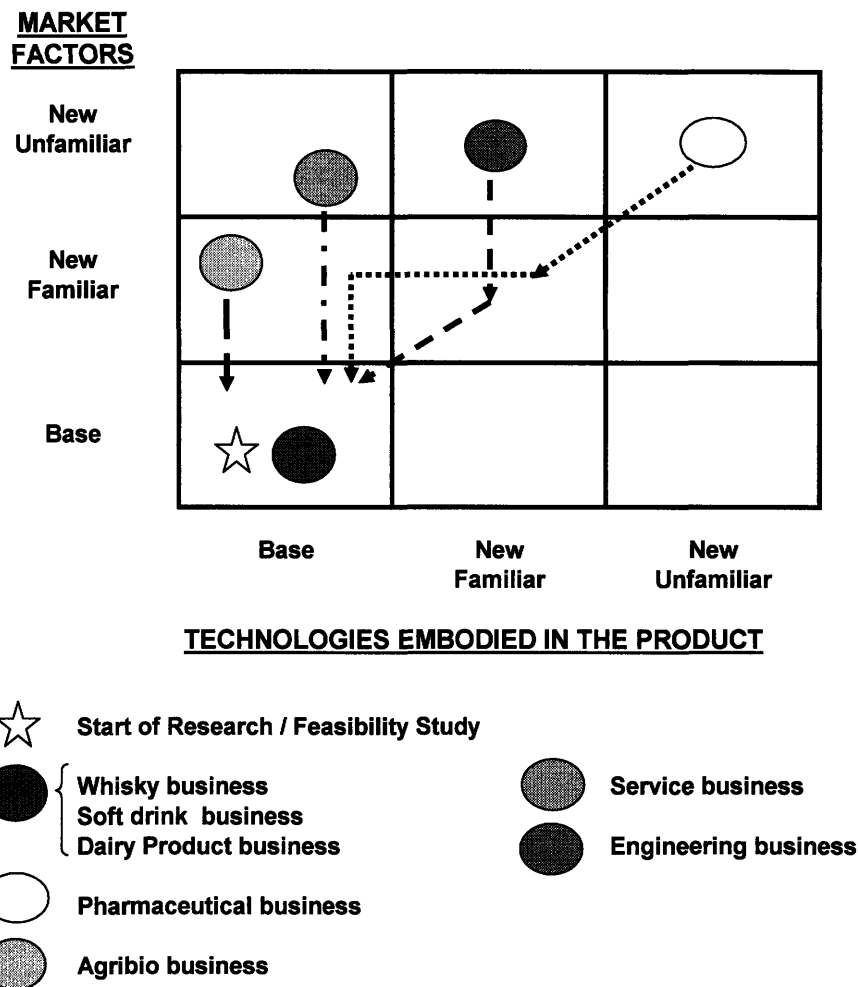 MARKET
FACTORS
New
Unfamiliar
New
Familiar
Base
Base
New
Familiar
New
Unfamiliar
TECHNOLOGIES EMBODIED IN THE PRODUCT
Start of Research / Feasibility Study
Whisky business
Soft drink business
Dairy Product business
Service business
Engineering business
Pharmaceutical business
Agribio business